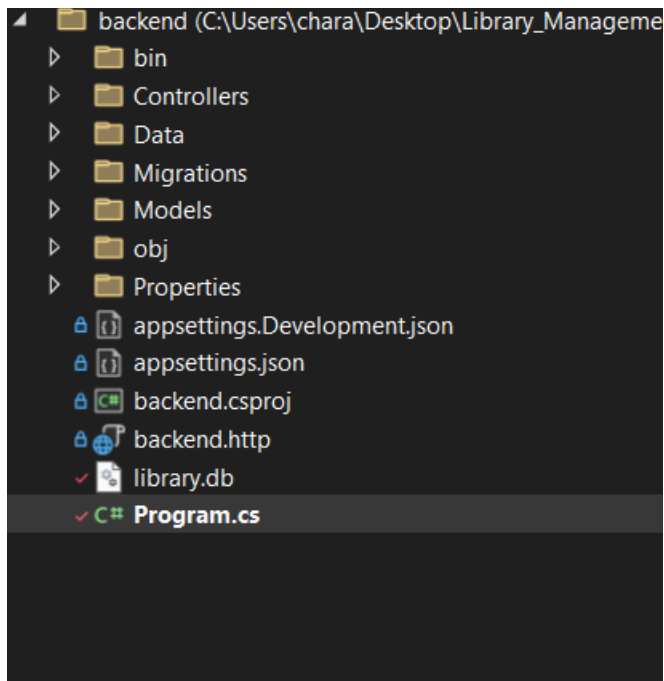 backend (C:\Users\chara\Desktop\Library_Manageme
bin
Controllers
Data
Migrations
Models
obj
Properties
appsettings.Development.json
appsettings.json
C# backend.csproj
backend.http
library.db
C# Program.cs